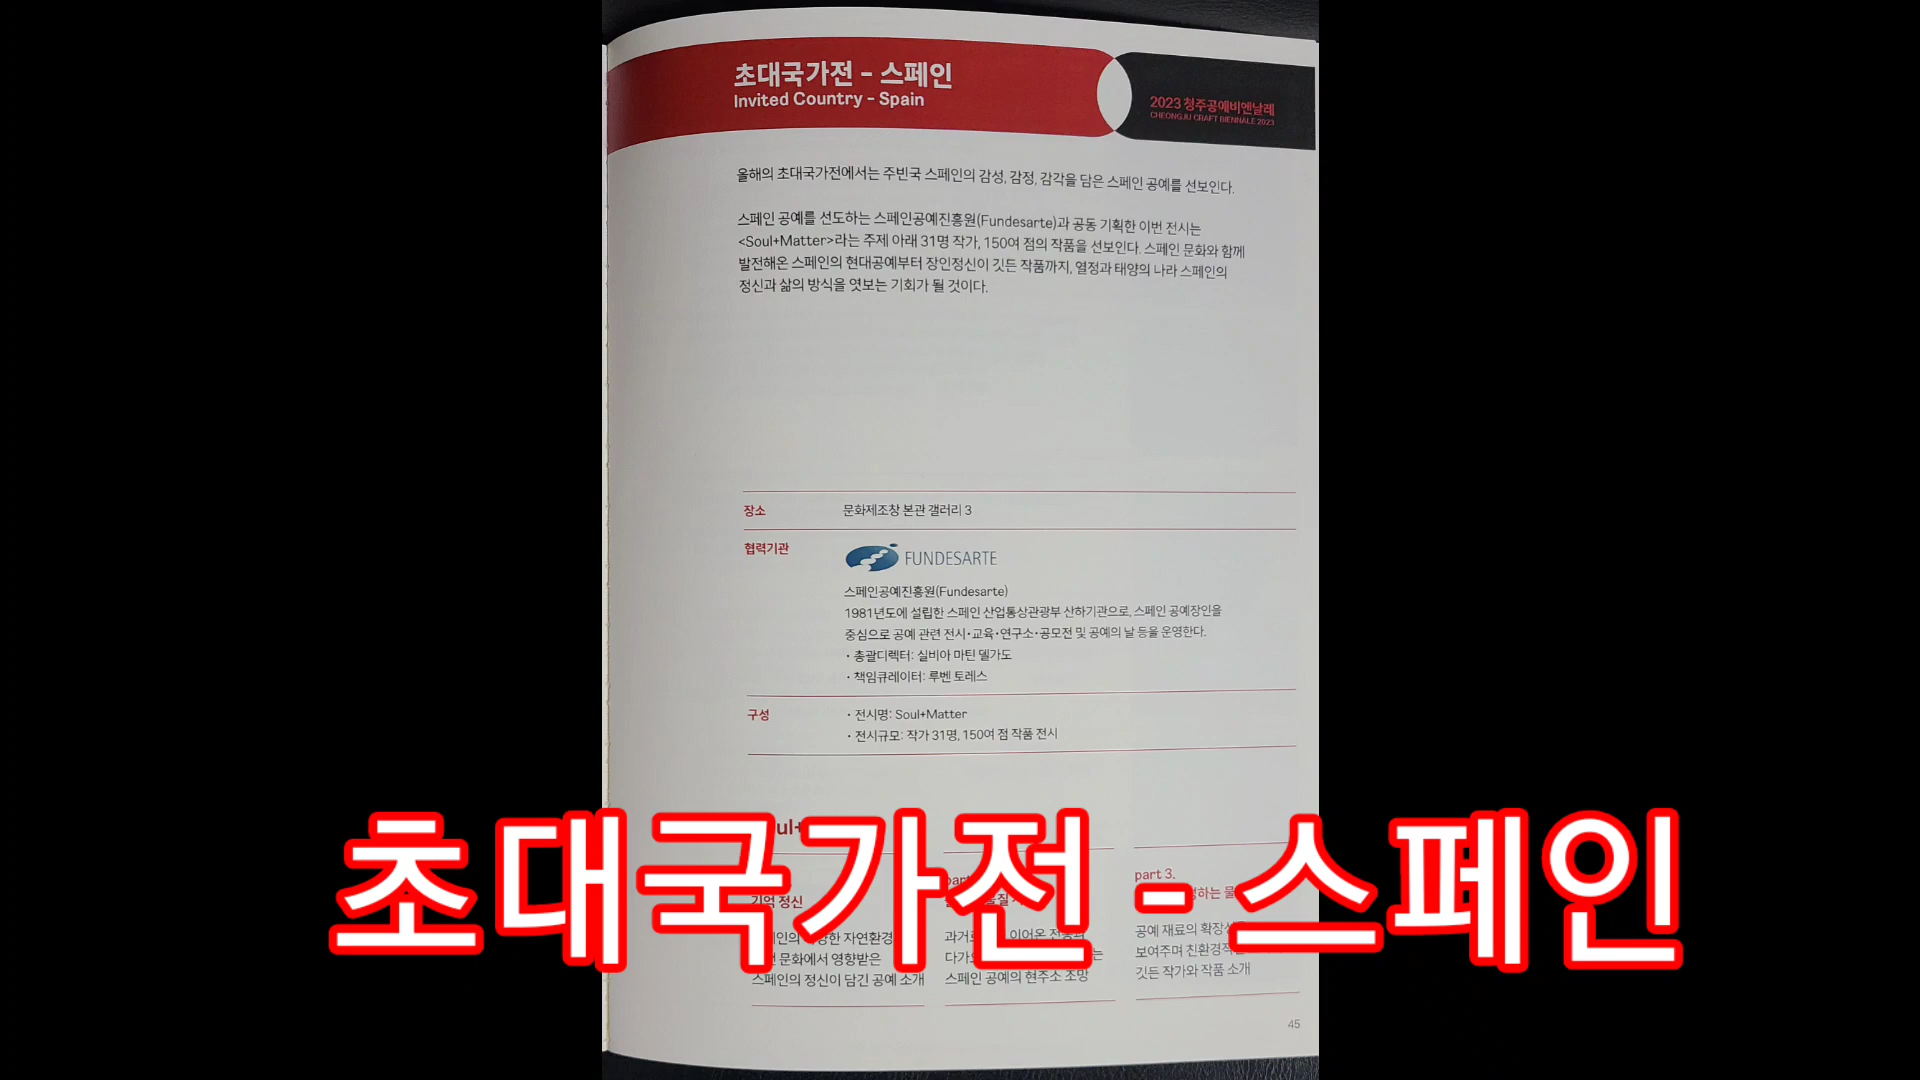 초대국가전 - 스페인
Invited Country - Spain
2023 청주공예비엔날레
CHEONGJU CRAFT BIENNALE 2023
올해의 초대국가전에서는 주빈국 스페인의 감성, 감정, 감각을 담은 스페인 공예를 선보인다.
스페인 공예를 선도하는 스페인공예진흥원(Fundesarte)과 공동 기획한 이번 전시는
<Soul+Matter>라는 주제 아래 31명 작가, 150여 점의 작품을 선보인다. 스페인 문화와 함께
발전해온 스페인의 현대공예부터 장인정신이 깃든 작품까지, 열정과 태양의 나라 스페인의
정신과 삶의 방식을 엿보는 기회가 될 것이다.
장소 문화제조창 본관 갤러리 3
협력기관 FUNDESARTE
스페인공예진흥원(Fundesarte)
1981년도에 설립한 스페인 산업통상관광부 산하기관으로, 스페인 공예장인을
중심으로 공예 관련 전시·교육·연구소·공모전 및 공예의 날 등을 운영한다.
· 총괄디렉터: 실비아 마틴 델가도
· 책임큐레이터: 루벤 토레스
구성 · 전시명: Soul+Matter
· 전시규모: 작가 31명, 150여 점 작품 전시
초대국가전 - 스페인
기억 정신
자연환경
문화에서 영향받은
스페인의 정신이 담긴 공예 소개
이어온
스페인 공예의 현주소 조망
part 3.
공예 재료의
보여주며
깃든 작가와 작품 소개
45